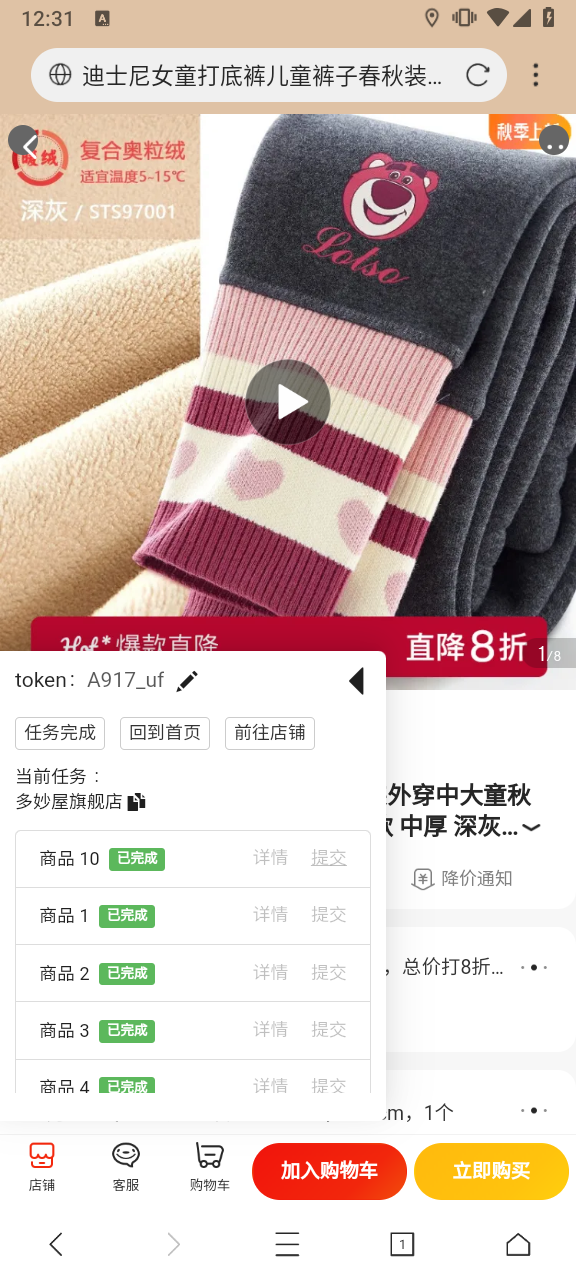 12:31
A
迪士尼女童打底裤儿童裤子春秋装...
暖绒
复合奥粒绒
适宜温度5~15℃
深灰 / STS97001
秋季上
Lotso
Hot* 爆款直降
直降8折
1/8
token: A917_uf
任务完成 回到首页 前往店铺
当前任务：
多妙屋旗舰店
外穿中大童秋
中厚 深灰...
降价通知
商品 10 已完成 详情 提交
商品 1 已完成 详情 提交
，总价打8折...
商品 2 已完成 详情 提交
商品 3 已完成 详情 提交
商品 4 已完成 详情 提交
cm，1个
店铺 客服 购物车 加入购物车 立即购买
1